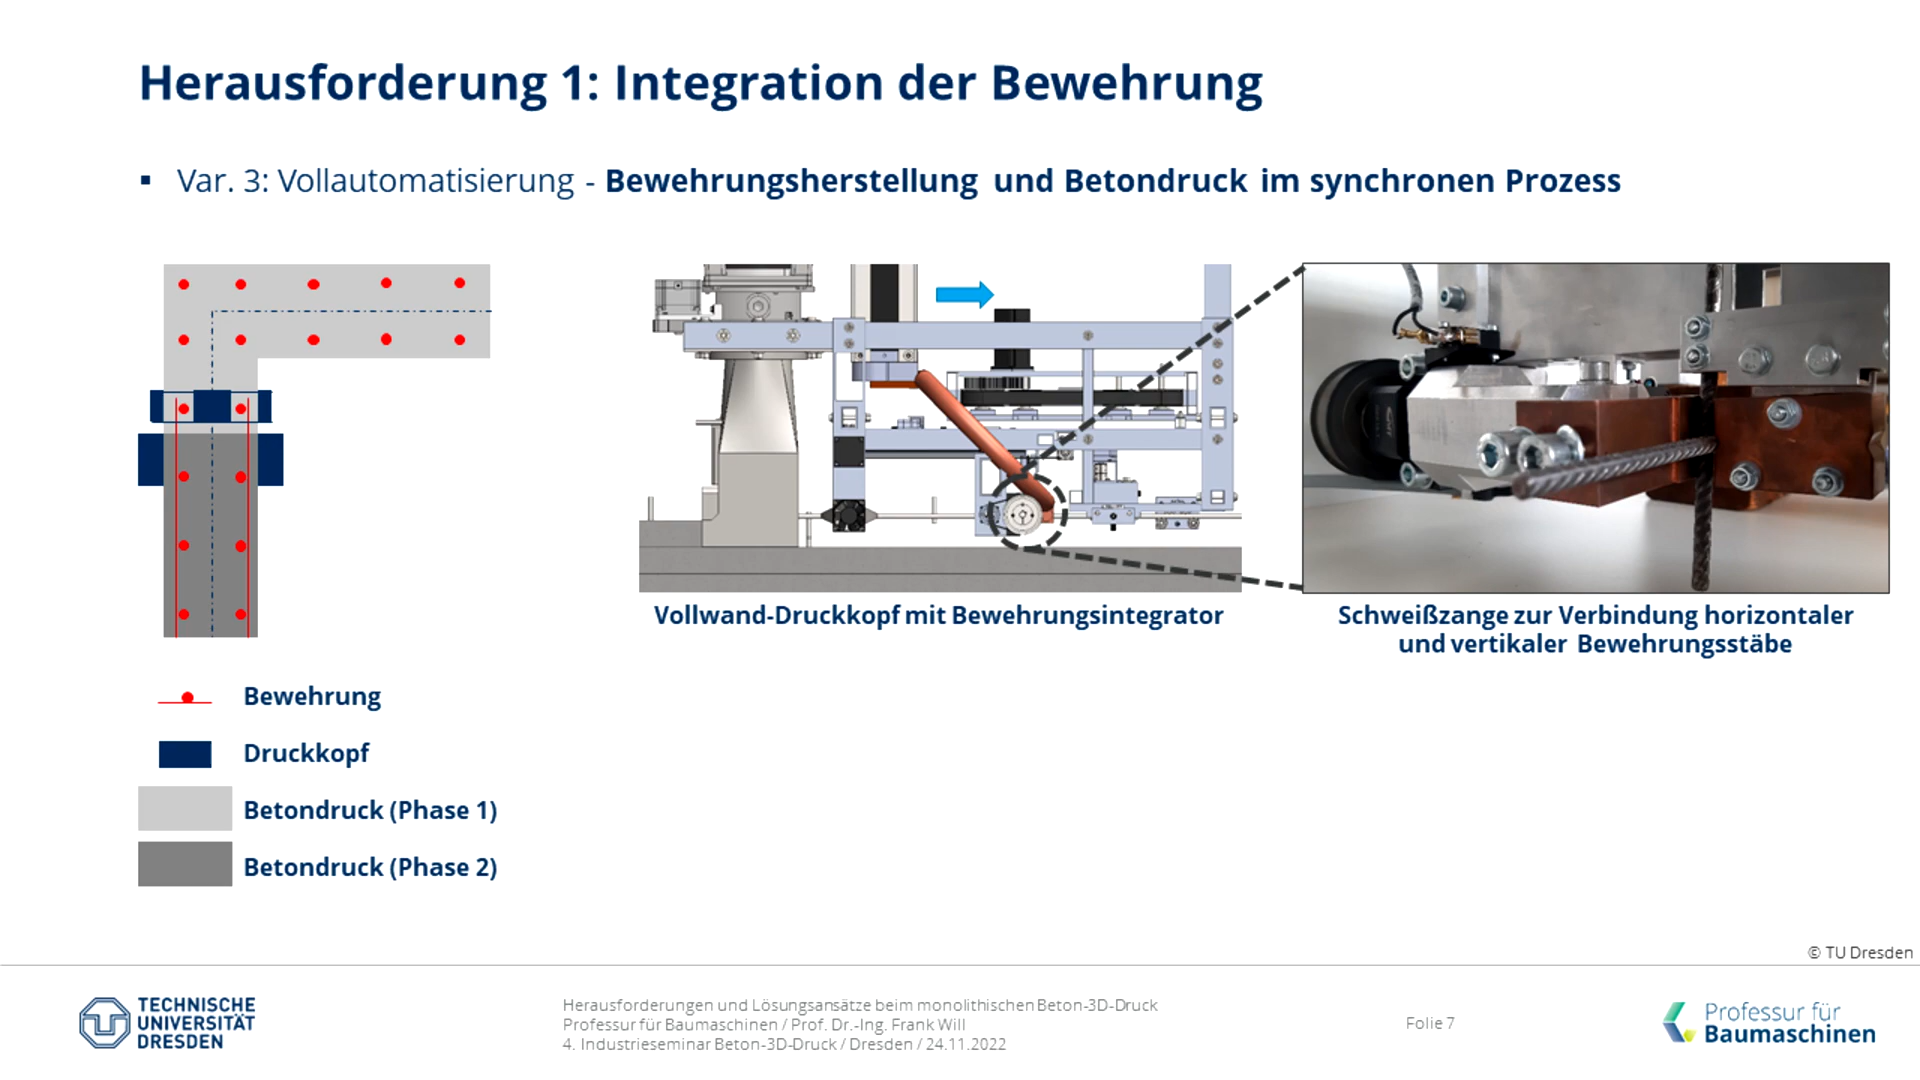 Herausforderung 1: Integration der Bewehrung
▪ Var. 3: Vollautomatisierung - Bewehrungsherstellung und Betondruck im synchronen Prozess
Vollwand-Druckkopf mit Bewehrungsintegrator
Schweißzange zur Verbindung horizontaler
und vertikaler Bewehrungsstäbe
Bewehrung
Druckkopf
Betondruck (Phase 1)
Betondruck (Phase 2)
© TU Dresden
TECHNISCHE
UNIVERSITÄT
DRESDEN
Herausforderungen und Lösungsansätze beim monolithischen Beton-3D-Druck
Professur für Baumaschinen / Prof. Dr.-Ing. Frank Will
4. Industrieseminar Beton-3D-Druck / Dresden / 24.11.2022
Folie 7
Professur für
Baumaschinen